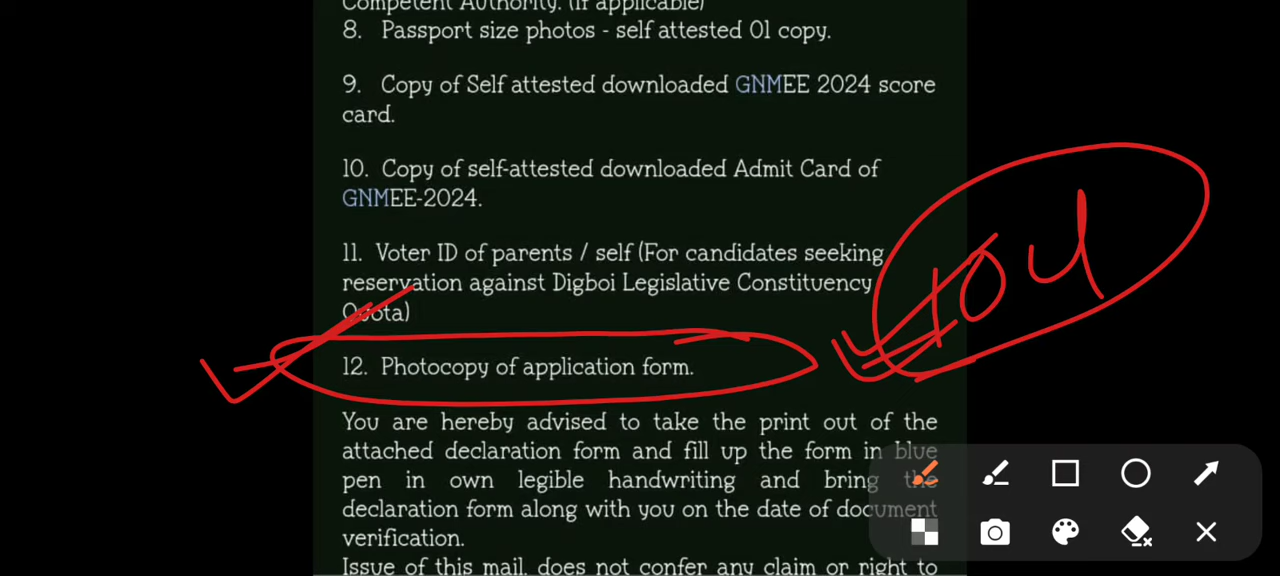 Competent Authority. (if applicable)
8. Passport size photos - self attested 01 copy.
9. Copy of Self attested downloaded GNMEE 2024 score
card.
10. Copy of self-attested downloaded Admit Card of
GNMEE-2024.
11. Voter ID of parents / self (For candidates seeking
reservation against Digboi Legislative Constituency
Quota)
104
12. Photocopy of application form.
You are hereby advised to take the print out of the
attached declaration form and fill up the form in blue
pen in own legible handwriting and bring the
declaration form along with you on the date of document
verification.
Issue of this mail, does not confer any claim or right to